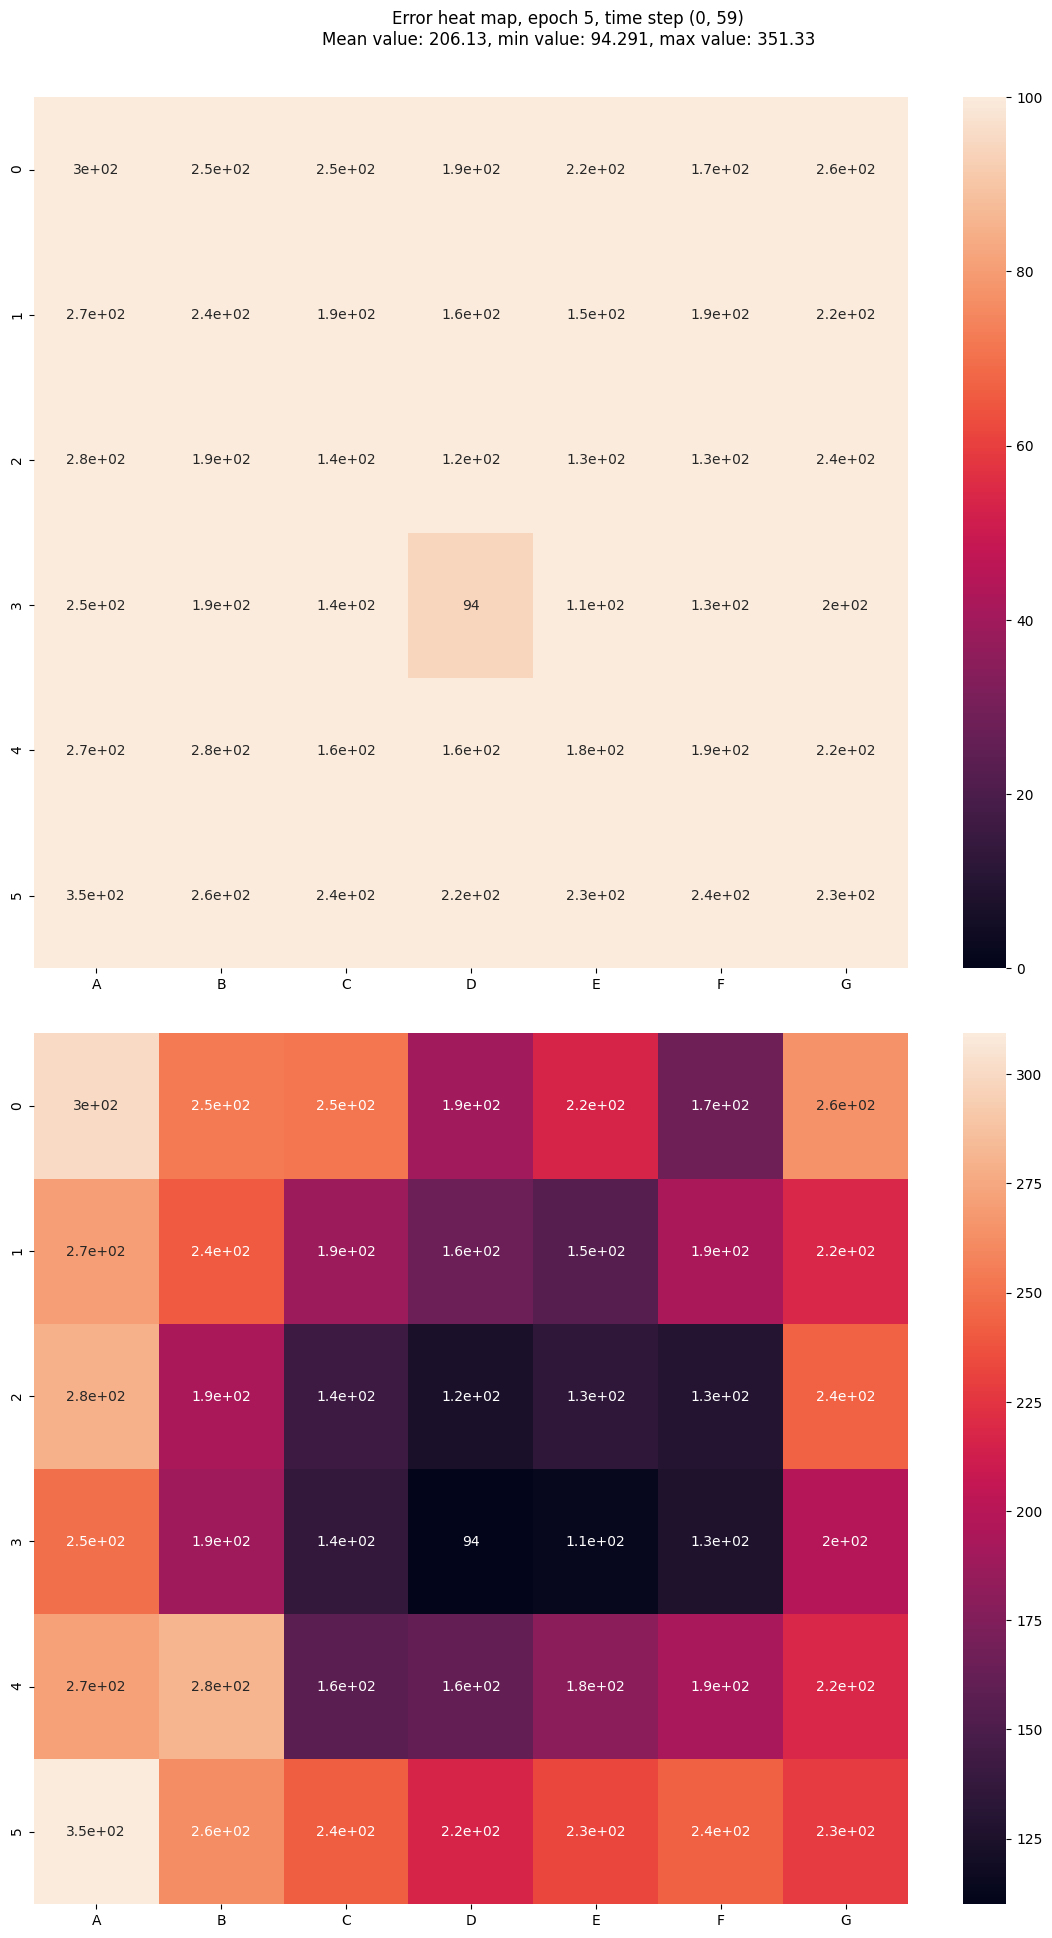 Error heat map, epoch 5, time step (0, 59)
Mean value: 206.13, min value: 94.291, max value: 351.33
100
0 3e+02 2.5e+02 2.5e+02 1.9e+02 2.2e+02 1.7e+02 2.6e+02
80
1 2.7e+02 2.4e+02 1.9e+02 1.6e+02 1.5e+02 1.9e+02 2.2e+02
60
2 2.8e+02 1.9e+02 1.4e+02 1.2e+02 1.3e+02 1.3e+02 2.4e+02
3 2.5e+02 1.9e+02 1.4e+02 94 1.1e+02 1.3e+02 2e+02
40
4 2.7e+02 2.8e+02 1.6e+02 1.6e+02 1.8e+02 1.9e+02 2.2e+02
20
5 3.5e+02 2.6e+02 2.4e+02 2.2e+02 2.3e+02 2.4e+02 2.3e+02
0
A B C D E F G
300
0 3e+02 2.5e+02 2.5e+02 1.9e+02 2.2e+02 1.7e+02 2.6e+02
275
1 2.7e+02 2.4e+02 1.9e+02 1.6e+02 1.5e+02 1.9e+02 2.2e+02
250
225
2 2.8e+02 1.9e+02 1.4e+02 1.2e+02 1.3e+02 1.3e+02 2.4e+02
200
3 2.5e+02 1.9e+02 1.4e+02 94 1.1e+02 1.3e+02 2e+02
175
4 2.7e+02 2.8e+02 1.6e+02 1.6e+02 1.8e+02 1.9e+02 2.2e+02
150
5 3.5e+02 2.6e+02 2.4e+02 2.2e+02 2.3e+02 2.4e+02 2.3e+02
125
A B C D E F G